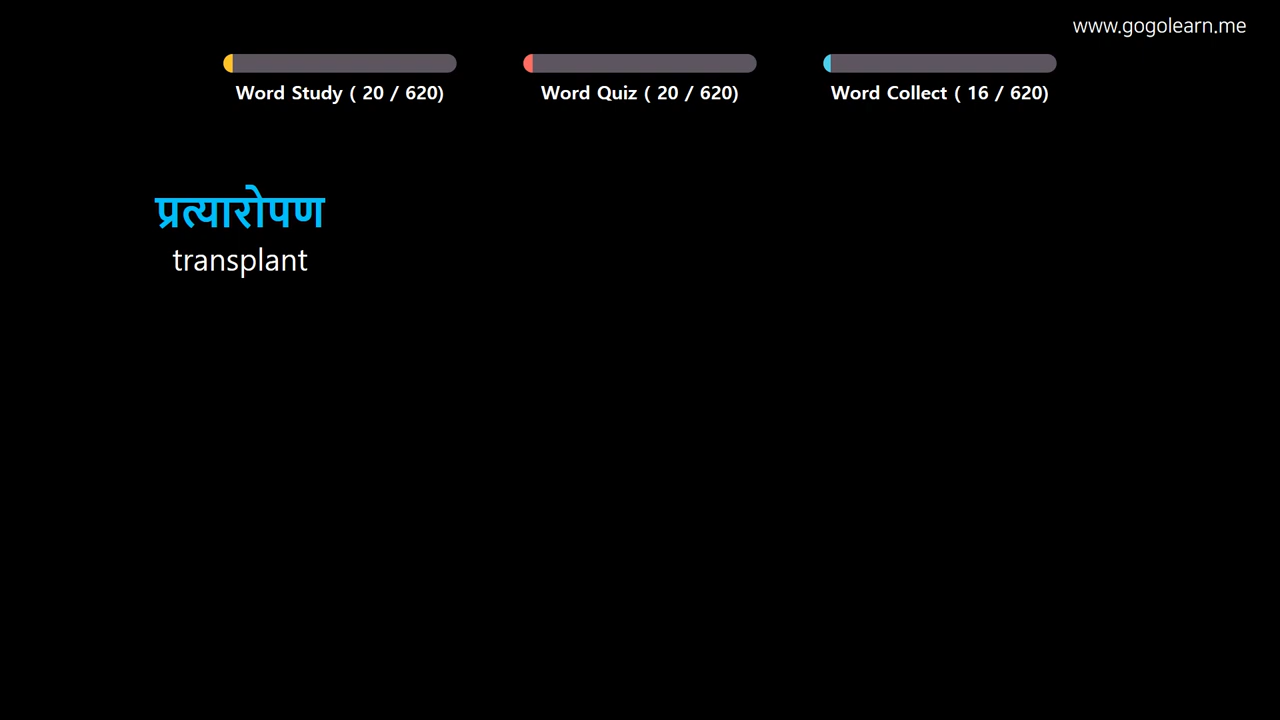 www.gogolearn.me
Word Study ( 20 / 620)
Word Quiz ( 20 / 620)
Word Collect ( 16 / 620)
प्रत्यारोपण
transplant